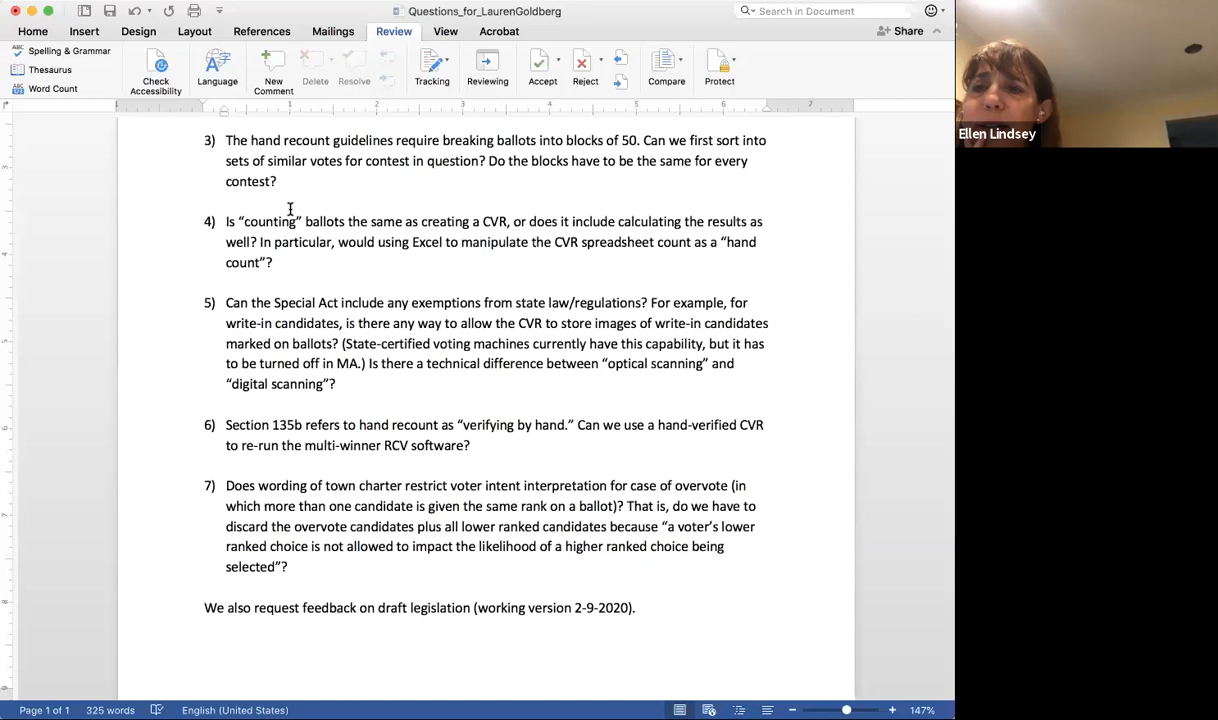 Questions_for_LaurenGoldberg
Search in Document
Home Insert Design Layout References Mailings Review View Acrobat
Share
ABC Spelling & Grammar
Thesaurus
ABC 123 Word Count
Check Accessibility
Language
New Comment
Delete
Resolve
Tracking
Reviewing
Accept
Reject
Compare
Protect
1 1 2 3 4 5 6 7
3) The hand recount guidelines require breaking ballots into blocks of 50. Can we first sort into
sets of similar votes for contest in question? Do the blocks have to be the same for every
contest?
4) Is “counting” ballots the same as creating a CVR, or does it include calculating the results as
well? In particular, would using Excel to manipulate the CVR spreadsheet count as a “hand
count”?
5) Can the Special Act include any exemptions from state law/regulations? For example, for
write-in candidates, is there any way to allow the CVR to store images of write-in candidates
marked on ballots? (State-certified voting machines currently have this capability, but it has
to be turned off in MA.) Is there a technical difference between “optical scanning” and
“digital scanning”?
6) Section 135b refers to hand recount as “verifying by hand.” Can we use a hand-verified CVR
to re-run the multi-winner RCV software?
7) Does wording of town charter restrict voter intent interpretation for case of overvote (in
which more than one candidate is given the same rank on a ballot)? That is, do we have to
discard the overvote candidates plus all lower ranked candidates because “a voter’s lower
ranked choice is not allowed to impact the likelihood of a higher ranked choice being
selected”?
We also request feedback on draft legislation (working version 2-9-2020).
Page 1 of 1 325 words English (United States) 147%
Ellen Lindsey